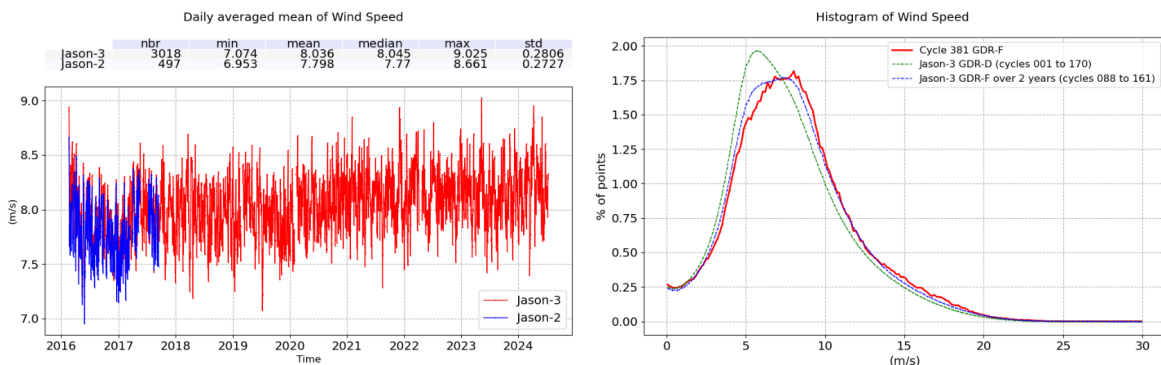 Daily averaged mean of Wind Speed
nbr min mean median max std
Jason-3 3018 7.074 8.036 8.045 9.025 0.2806
Jason-2 497 6.953 7.798 7.77 8.661 0.2727
9.0
8.5
8.0
7.5
7.0
(m/s)
Jason-3
Jason-2
2016 2017 2018 2019 2020 2021 2022 2023 2024
Time
Histogram of Wind Speed
2.00
1.75
1.50
1.25
1.00
0.75
0.50
0.25
0.00
% of points
Cycle 381 GDR-F
Jason-3 GDR-D (cycles 001 to 170)
Jason-3 GDR-F over 2 years (cycles 088 to 161)
0 5 10 15 20 25 30
(m/s)